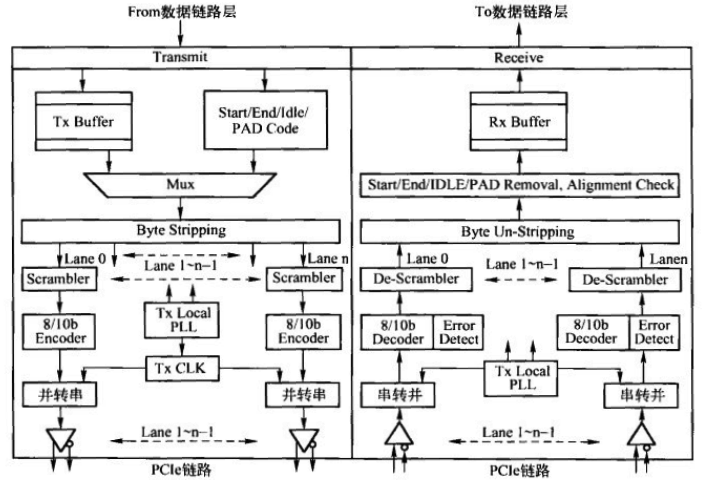 From数据链路层
To数据链路层
Transmit
Receive
Tx Buffer
Start/End/Idle/
PAD Code
Rx Buffer
Mux
Start/End/IDLE/PAD Removal, Alignment Check
Byte Stripping
Byte Un-Stripping
Lane 0
Lane 1~n−1
Lane n
Lane 0
Lane 1~n−1
Lanen
Scrambler
Scrambler
De-Scrambler
De-Scrambler
8/10b
Encoder
Tx Local
PLL
8/10b
Encoder
8/10b
Decoder
Error
Detect
8/10b
Decoder
Error
Detect
Tx CLK
Tx Local
PLL
并转串
并转串
串转并
串转并
Lane 1~n−1
Lane 1~n−1
PCIe链路
PCIe链路